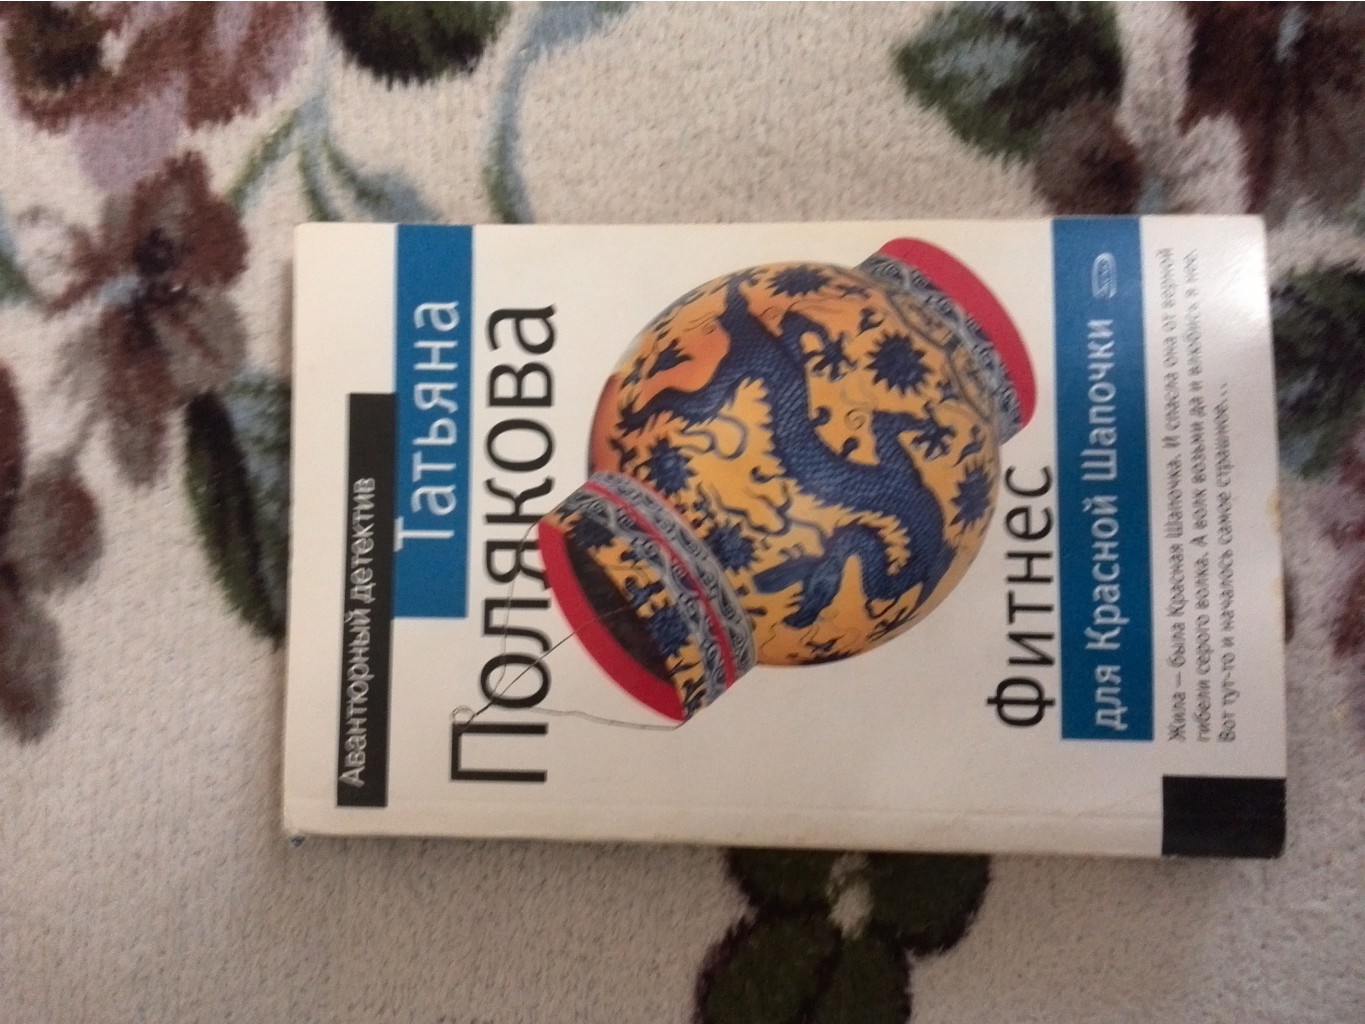 Авантюрный детектив
Татьяна
Полякова
Фитнес
для Красной Шапочки
ЭКСМО
Жила – была Красная Шапочка. И спасла она от верной
гибели серого волка. А волк возьми да и влюбись в нее.
Вот тут-то и началось самое страшное...